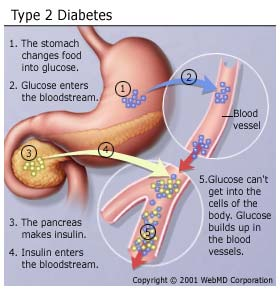 Type 2 Diabetes
1. The stomach
changes food
into glucose.
2. Glucose enters
the bloodstream.
1
2
Blood
vessel
3
4
3. The pancreas
makes insulin.
4. Insulin enters
the bloodstream.
5
5.Glucose can't
get into the
cells of the
body. Glucose
builds up in
the blood
vessels.
Copyright © 2001 WebMD Corporation